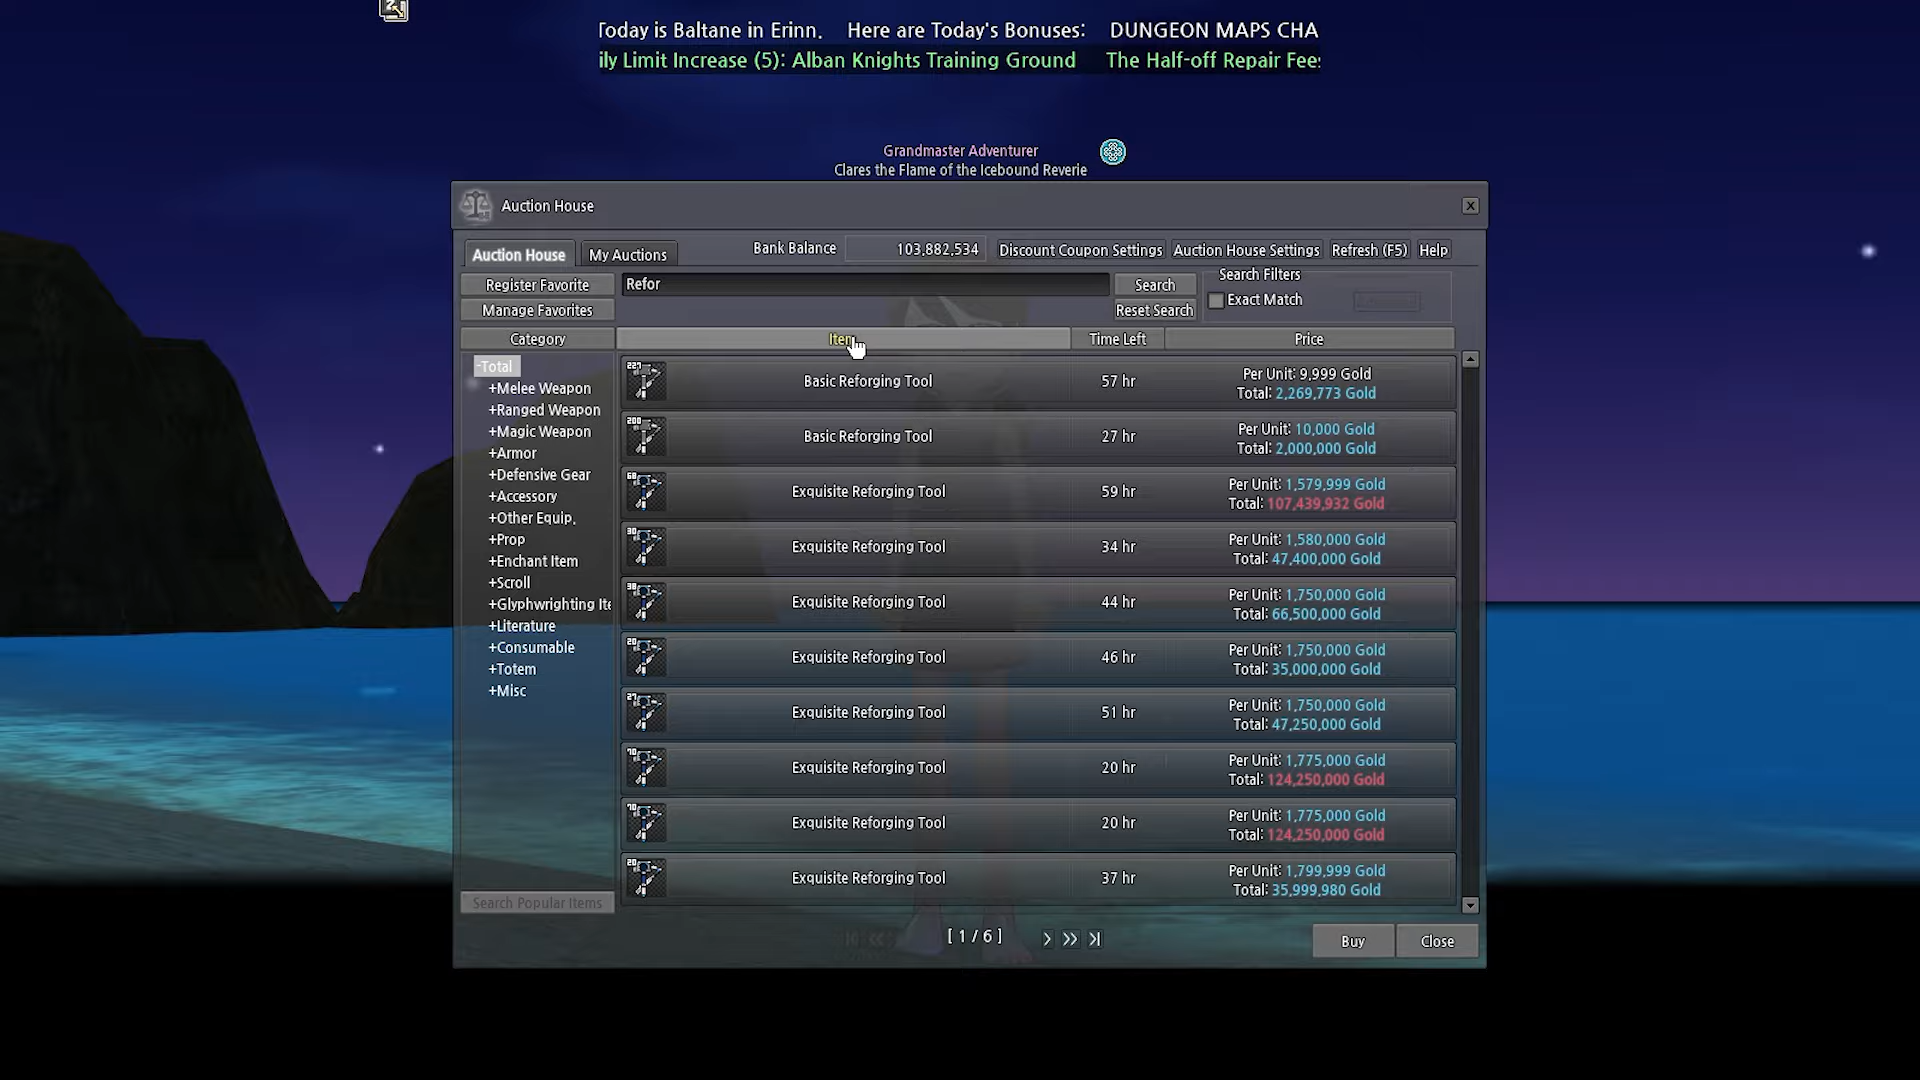 Today is Baltane in Erinn. Here are Today's Bonuses: DUNGEON MAPS CHA
ily Limit Increase (5): Alban Knights Training Ground The Half-off Repair Fees
Grandmaster Adventurer
Clares the Flame of the Icebound Reverie
Auction House
Auction House My Auctions Bank Balance 103,882,534 Discount Coupon Settings Auction House Settings Refresh (F5) Help
Register Favorite Refor Search Search Filters
Manage Favorites Reset Search Exact Match
Category Item Time Left Price
-Total
+Melee Weapon
+Ranged Weapon
+Magic Weapon
+Armor
+Defensive Gear
+Accessory
+Other Equip.
+Prop
+Enchant Item
+Scroll
+Glyphwrighting Ite
+Literature
+Consumable
+Totem
+Misc
Search Popular Items
227 Basic Reforging Tool 57 hr Per Unit: 9,999 Gold
Total: 2,269,773 Gold
200 Basic Reforging Tool 27 hr Per Unit: 10,000 Gold
Total: 2,000,000 Gold
68 Exquisite Reforging Tool 59 hr Per Unit: 1,579,999 Gold
Total: 107,439,932 Gold
30 Exquisite Reforging Tool 34 hr Per Unit: 1,580,000 Gold
Total: 47,400,000 Gold
38 Exquisite Reforging Tool 44 hr Per Unit: 1,750,000 Gold
Total: 66,500,000 Gold
20 Exquisite Reforging Tool 46 hr Per Unit: 1,750,000 Gold
Total: 35,000,000 Gold
27 Exquisite Reforging Tool 51 hr Per Unit: 1,750,000 Gold
Total: 47,250,000 Gold
70 Exquisite Reforging Tool 20 hr Per Unit: 1,775,000 Gold
Total: 124,250,000 Gold
70 Exquisite Reforging Tool 20 hr Per Unit: 1,775,000 Gold
Total: 124,250,000 Gold
20 Exquisite Reforging Tool 37 hr Per Unit: 1,799,999 Gold
Total: 35,999,980 Gold
[ 1 / 6 ]
Buy Close